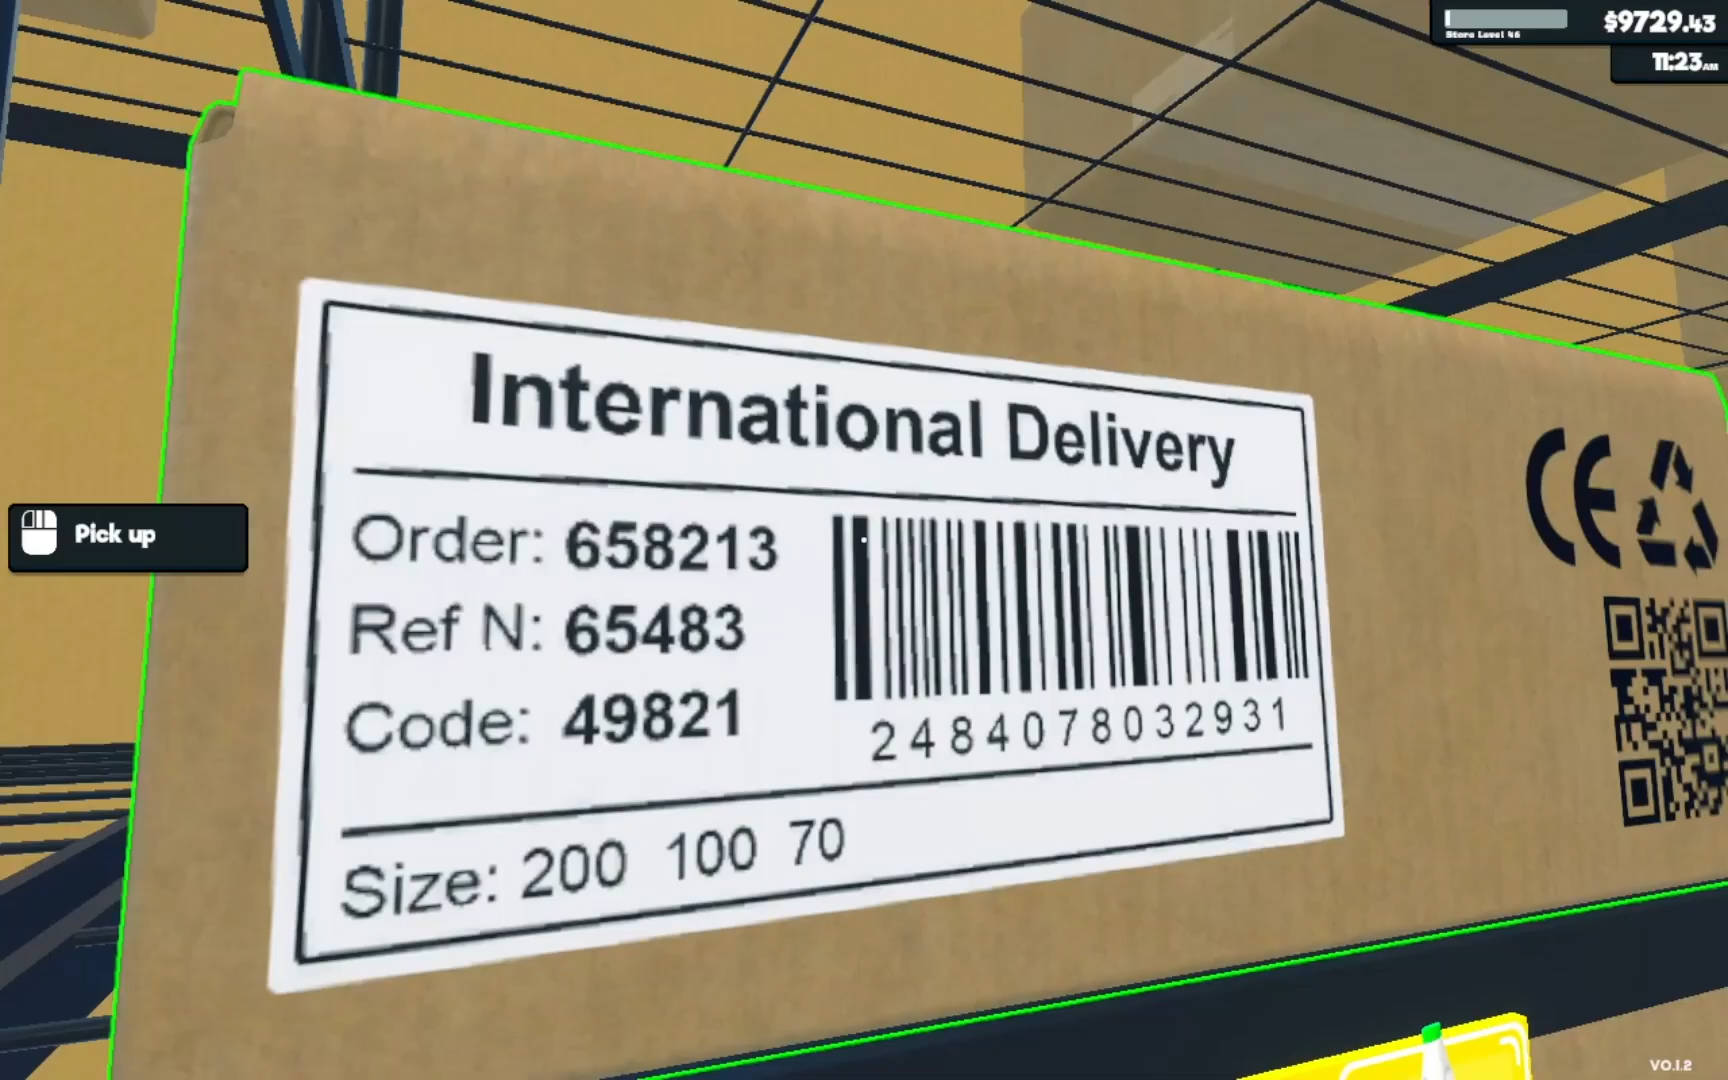 $9729.43
Store Level 46
11:23AM
International Delivery
Order: 658213
Ref N: 65483
Code: 49821
2484078032931
Size: 200 100 70
CE
Pick up
V0.1.2